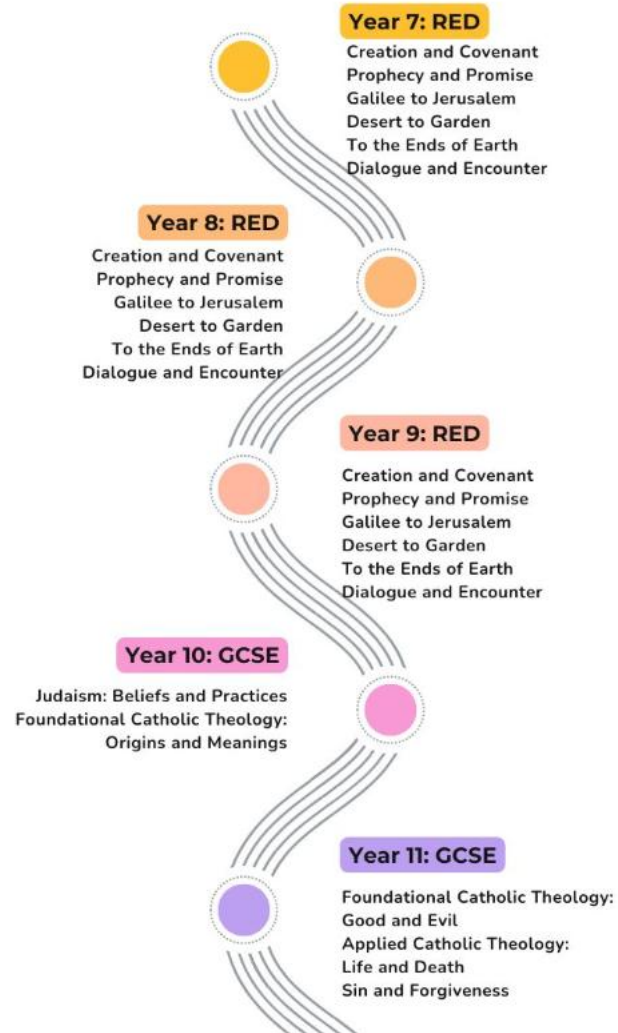 Year 7: RED
Creation and Covenant
Prophecy and Promise
Galilee to Jerusalem
Desert to Garden
To the Ends of Earth
Dialogue and Encounter
Year 8: RED
Creation and Covenant
Prophecy and Promise
Galilee to Jerusalem
Desert to Garden
To the Ends of Earth
Dialogue and Encounter
Year 9: RED
Creation and Covenant
Prophecy and Promise
Galilee to Jerusalem
Desert to Garden
To the Ends of Earth
Dialogue and Encounter
Year 10: GCSE
Judaism: Beliefs and Practices
Foundational Catholic Theology:
Origins and Meanings
Year 11: GCSE
Foundational Catholic Theology:
Good and Evil
Applied Catholic Theology:
Life and Death
Sin and Forgiveness